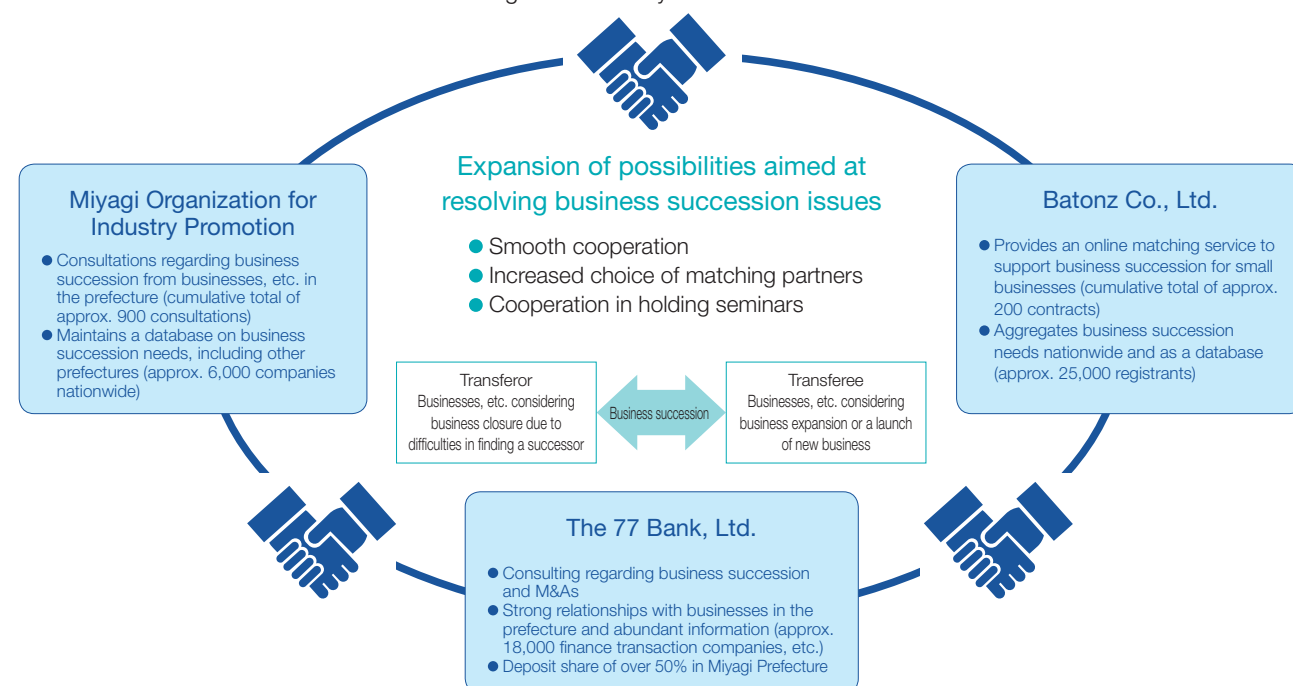 Expansion of possibilities aimed at
resolving business succession issues
● Smooth cooperation
● Increased choice of matching partners
● Cooperation in holding seminars
Miyagi Organization for
Industry Promotion
● Consultations regarding business
succession from businesses, etc. in
the prefecture (cumulative total of
approx. 900 consultations)
● Maintains a database on business
succession needs, including other
prefectures (approx. 6,000 companies
nationwide)
Batonz Co., Ltd.
● Provides an online matching service to
support business succession for small
businesses (cumulative total of approx.
200 contracts)
● Aggregates business succession
needs nationwide and as a database
(approx. 25,000 registrants)
Transferor
Businesses, etc. considering
business closure due to
difficulties in finding a successor
Business succession
Transferee
Businesses, etc. considering
business expansion or a launch
of new business
The 77 Bank, Ltd.
● Consulting regarding business succession
and M&As
● Strong relationships with businesses in the
prefecture and abundant information (approx.
18,000 finance transaction companies, etc.)
● Deposit share of over 50% in Miyagi Prefecture